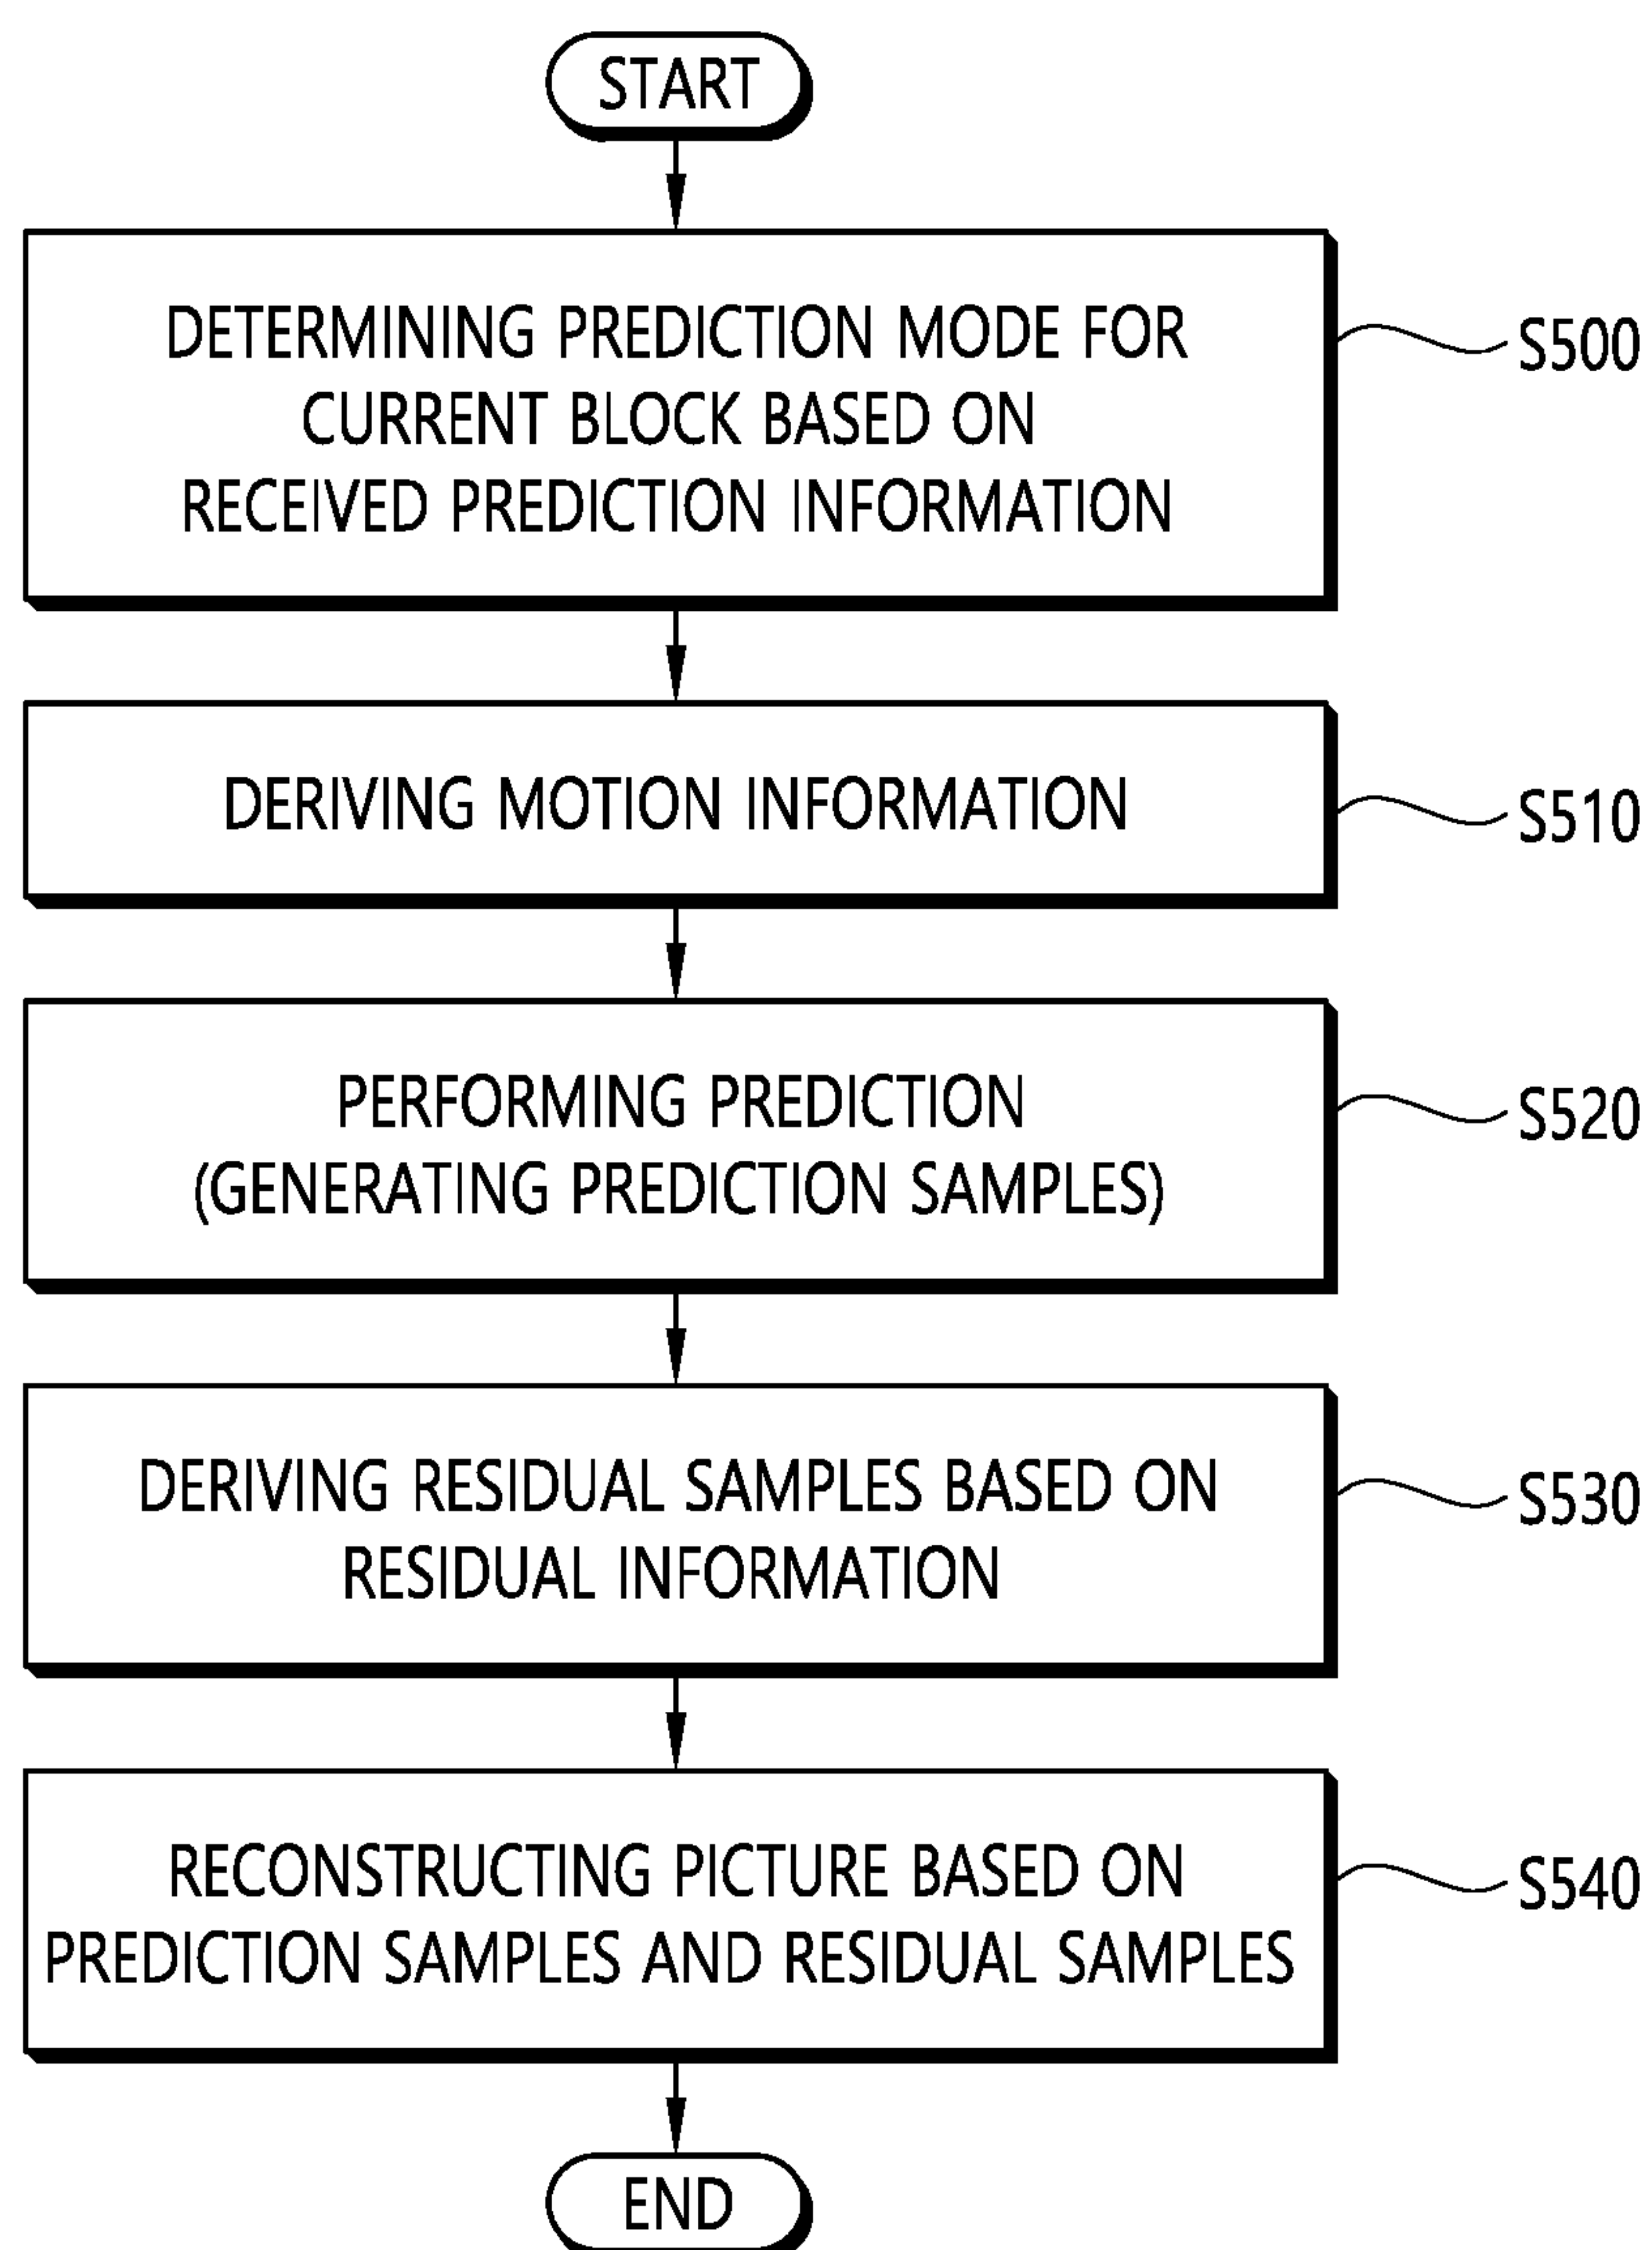 START
DETERMINING PREDICTION MODE FOR
CURRENT BLOCK BASED ON
RECEIVED PREDICTION INFORMATION
S500
DERIVING MOTION INFORMATION
S510
PERFORMING PREDICTION
(GENERATING PREDICTION SAMPLES)
S520
DERIVING RESIDUAL SAMPLES BASED ON
RESIDUAL INFORMATION
S530
RECONSTRUCTING PICTURE BASED ON
PREDICTION SAMPLES AND RESIDUAL SAMPLES
S540
END